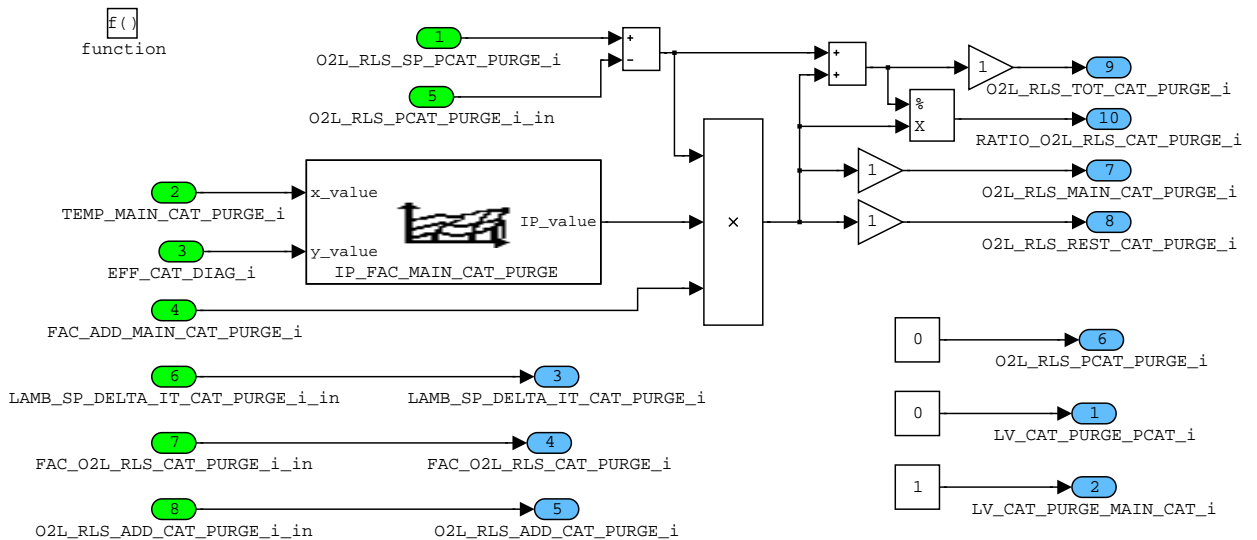 f()
function
1
O2L_RLS_SP_PCAT_PURGE_i
5
O2L_RLS_PCAT_PURGE_i_in
+
−
+
+
1
9
O2L_RLS_TOT_CAT_PURGE_i
%
X
10
RATIO_O2L_RLS_CAT_PURGE_i
2
TEMP_MAIN_CAT_PURGE_i
3
EFF_CAT_DIAG_i
x_value
y_value
IP_value
IP_FAC_MAIN_CAT_PURGE
4
FAC_ADD_MAIN_CAT_PURGE_i
×
1
7
O2L_RLS_MAIN_CAT_PURGE_i
1
8
O2L_RLS_REST_CAT_PURGE_i
0
6
O2L_RLS_PCAT_PURGE_i
6
LAMB_SP_DELTA_IT_CAT_PURGE_i_in
3
LAMB_SP_DELTA_IT_CAT_PURGE_i
0
1
LV_CAT_PURGE_PCAT_i
7
FAC_O2L_RLS_CAT_PURGE_i_in
4
FAC_O2L_RLS_CAT_PURGE_i
1
2
LV_CAT_PURGE_MAIN_CAT_i
8
O2L_RLS_ADD_CAT_PURGE_i_in
5
O2L_RLS_ADD_CAT_PURGE_i